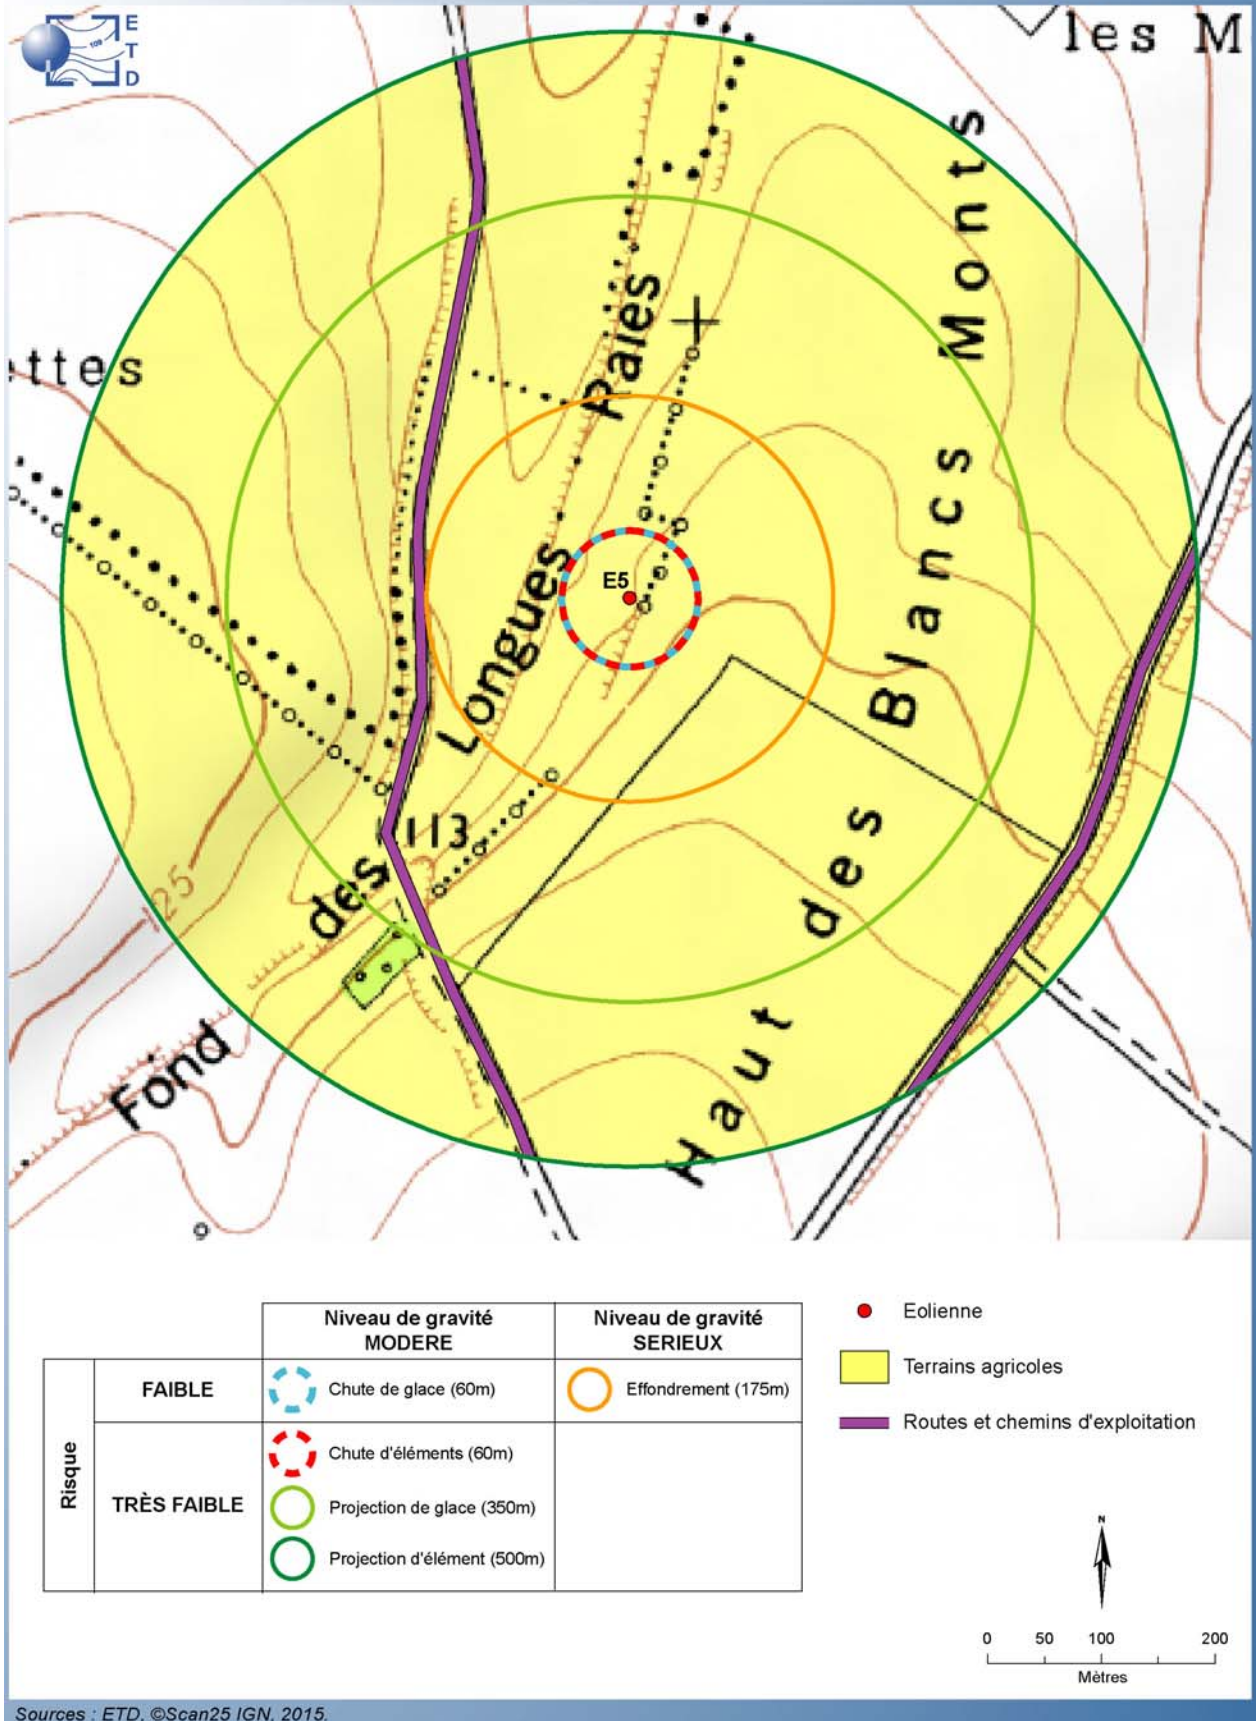 E
T
D
109
les M
Monts
ettes
Paies
Blancs
E5
Longues
113
des
des
125
Haut
Fond
Niveau de gravité
MODERE
Niveau de gravité
SERIEUX
Risque
FAIBLE
Chute de glace (60m)
Effondrement (175m)
TRÈS FAIBLE
Chute d'éléments (60m)
Projection de glace (350m)
Projection d'élément (500m)
Eolienne
Terrains agricoles
Routes et chemins d'exploitation
N
0 50 100 200
Mètres
Sources : ETD, ©Scan25 IGN, 2015.